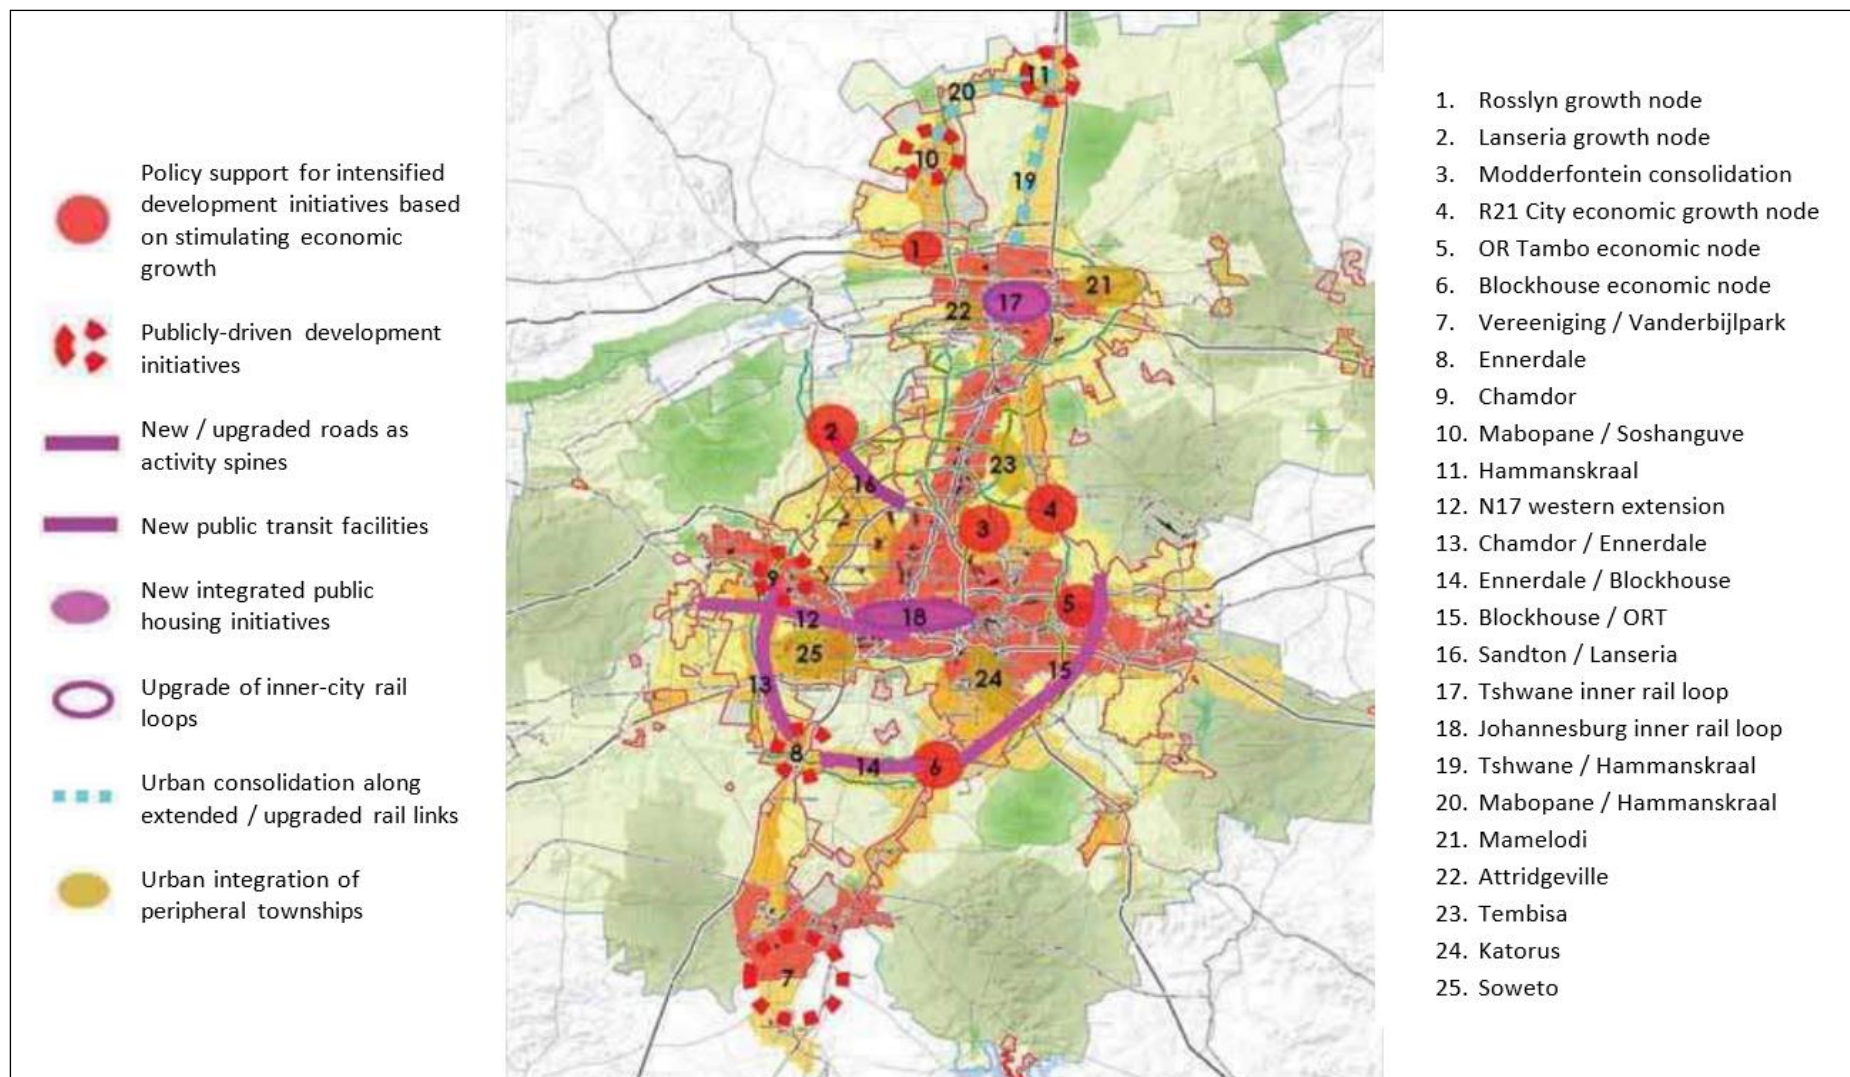 Policy support for intensified
development initiatives based
on stimulating economic
growth
Publicly-driven development
initiatives
New / upgraded roads as
activity spines
New public transit facilities
New integrated public
housing initiatives
Upgrade of inner-city rail
loops
Urban consolidation along
extended / upgraded rail links
Urban integration of
peripheral townships
11
20
10
19
1
21
17
22
2
23
16
4
3
9
5
12
18
25
24
15
13
8
14
6
7
1. Rosslyn growth node
2. Lanseria growth node
3. Modderfontein consolidation
4. R21 City economic growth node
5. OR Tambo economic node
6. Blockhouse economic node
7. Vereeniging / Vanderbijlpark
8. Ennerdale
9. Chamdor
10. Mabopane / Soshanguve
11. Hammanskraal
12. N17 western extension
13. Chamdor / Ennerdale
14. Ennerdale / Blockhouse
15. Blockhouse / ORT
16. Sandton / Lanseria
17. Tshwane inner rail loop
18. Johannesburg inner rail loop
19. Tshwane / Hammanskraal
20. Mabopane / Hammanskraal
21. Mamelodi
22. Attridgeville
23. Tembisa
24. Katorus
25. Soweto